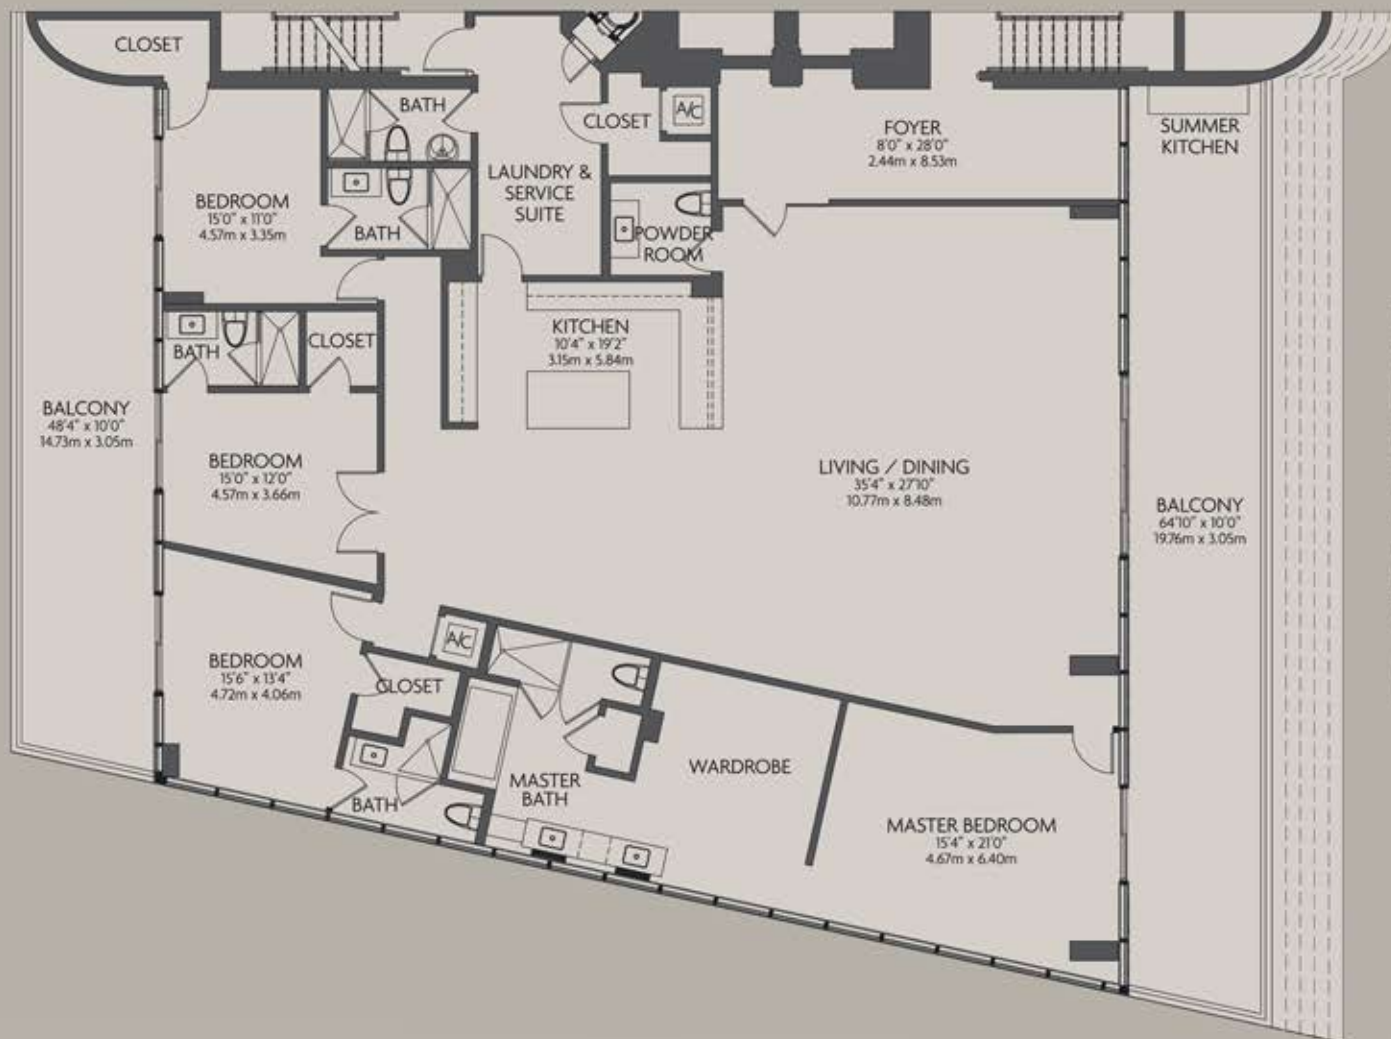 CLOSET
BATH
CLOSET
A/C
FOYER
8'0" x 28'0"
2.44m x 8.53m
SUMMER
KITCHEN
BEDROOM
15'0" x 11'0"
4.57m x 3.35m
BATH
LAUNDRY &
SERVICE
SUITE
POWDER
ROOM
BATH
CLOSET
KITCHEN
10'4" x 19'2"
3.15m x 5.84m
BALCONY
48'4" x 10'0"
14.73m x 3.05m
BEDROOM
15'0" x 12'0"
4.57m x 3.66m
LIVING / DINING
35'4" x 27'10"
10.77m x 8.48m
BALCONY
64'10" x 10'0"
19.76m x 3.05m
A/C
BEDROOM
15'6" x 13'4"
4.72m x 4.06m
CLOSET
BATH
MASTER
BATH
WARDROBE
MASTER BEDROOM
15'4" x 21'0"
4.67m x 6.40m